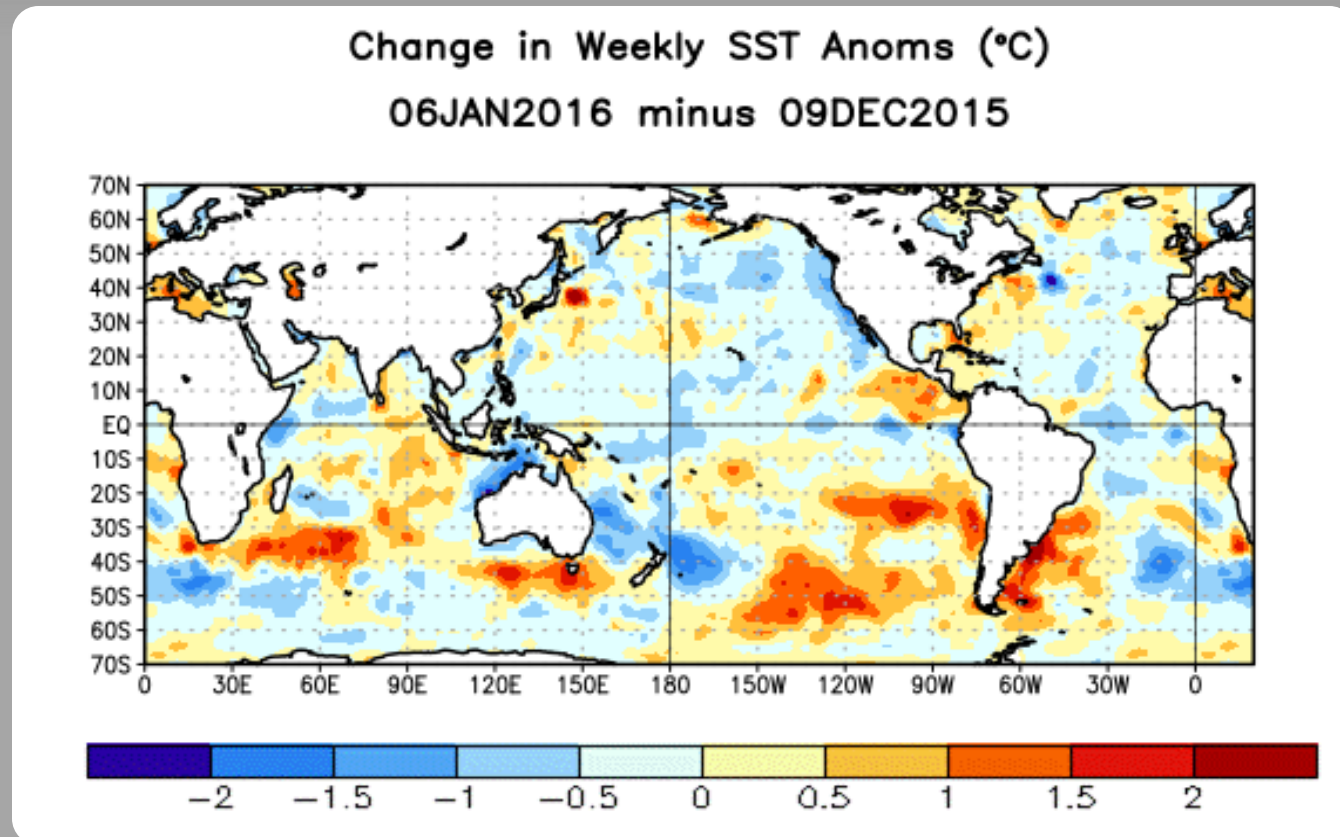 Change in Weekly SST Anoms (°C)
06JAN2016 minus 09DEC2015
70N
60N
50N
40N
30N
20N
10N
EQ
10S
20S
30S
40S
50S
60S
70S
0 30E 60E 90E 120E 150E 180 150W 120W 90W 60W 30W 0
−2 −1.5 −1 −0.5 0 0.5 1 1.5 2